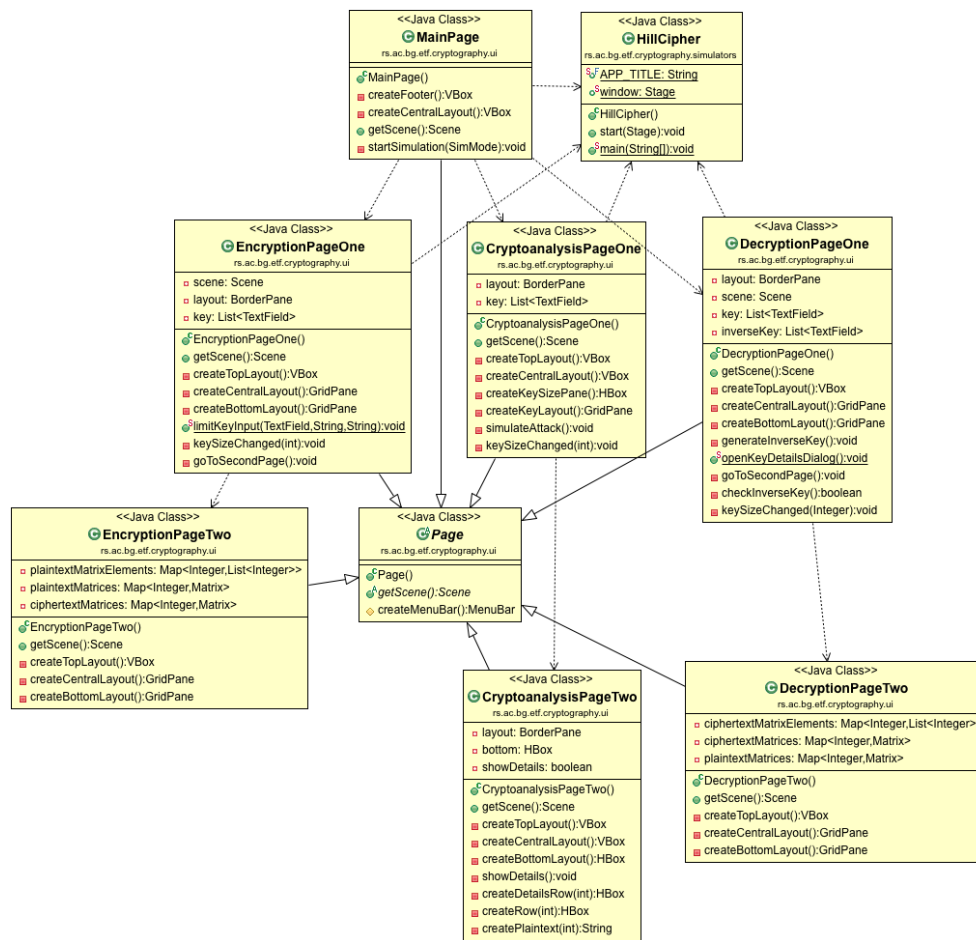 <<Java Class>>
MainPage
rs.ac.bg.etf.cryptography.ui
MainPage()
createFooter():VBox
createCentralLayout():VBox
getScene():Scene
startSimulation(SimMode):void
<<Java Class>>
HillCipher
rs.ac.bg.etf.cryptography.simulators
APP_TITLE: String
window: Stage
HillCipher()
start(Stage):void
main(String[]):void
<<Java Class>>
EncryptionPageOne
rs.ac.bg.etf.cryptography.ui
scene: Scene
layout: BorderPane
key: List<TextField>
EncryptionPageOne()
getScene():Scene
createTopLayout():VBox
createCentralLayout():GridPane
createBottomLayout():GridPane
limitKeyInput(TextField,String,String):void
keySizeChanged(int):void
goToSecondPage():void
<<Java Class>>
CryptoanalysisPageOne
rs.ac.bg.etf.cryptography.ui
layout: BorderPane
key: List<TextField>
CryptoanalysisPageOne()
getScene():Scene
createTopLayout():VBox
createCentralLayout():VBox
createKeySizePane():HBox
createKeyLayout():GridPane
simulateAttack():void
keySizeChanged(int):void
<<Java Class>>
DecryptionPageOne
rs.ac.bg.etf.cryptography.ui
layout: BorderPane
scene: Scene
key: List<TextField>
inverseKey: List<TextField>
DecryptionPageOne()
getScene():Scene
createTopLayout():VBox
createCentralLayout():GridPane
createBottomLayout():GridPane
generateInverseKey():void
openKeyDetailsDialog():void
goToSecondPage():void
checkInverseKey():boolean
keySizeChanged(Integer):void
<<Java Class>>
EncryptionPageTwo
rs.ac.bg.etf.cryptography.ui
plaintextMatrixElements: Map<Integer,List<Integer>>
plaintextMatrices: Map<Integer,Matrix>
ciphertextMatrices: Map<Integer,Matrix>
EncryptionPageTwo()
getScene():Scene
createTopLayout():VBox
createCentralLayout():GridPane
createBottomLayout():GridPane
<<Java Class>>
Page
rs.ac.bg.etf.cryptography.ui
Page()
getScene():Scene
createMenuBar():MenuBar
<<Java Class>>
CryptoanalysisPageTwo
rs.ac.bg.etf.cryptography.ui
layout: BorderPane
bottom: HBox
showDetails: boolean
CryptoanalysisPageTwo()
getScene():Scene
createTopLayout():VBox
createCentralLayout():VBox
createBottomLayout():HBox
showDetails():void
createDetailsRow(int):HBox
createRow(int):HBox
createPlaintext(int):String
<<Java Class>>
DecryptionPageTwo
rs.ac.bg.etf.cryptography.ui
ciphertextMatrixElements: Map<Integer,List<Integer>
ciphertextMatrices: Map<Integer,Matrix>
plaintextMatrices: Map<Integer,Matrix>
DecryptionPageTwo()
getScene():Scene
createTopLayout():VBox
createCentralLayout():GridPane
createBottomLayout():GridPane